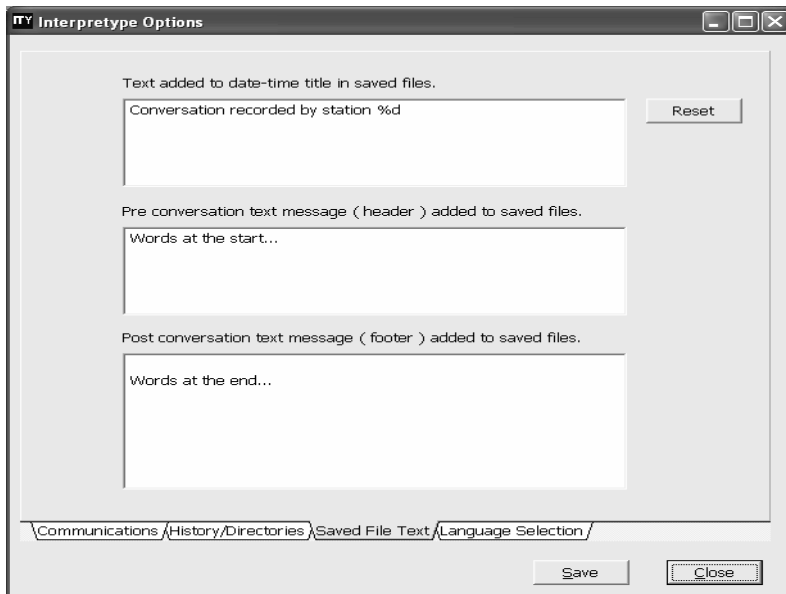 ITY Interpretype Options
Text added to date-time title in saved files.
Conversation recorded by station %d
Reset
Pre conversation text message ( header ) added to saved files.
Words at the start...
Post conversation text message ( footer ) added to saved files.
Words at the end...
Communications History/Directories Saved File Text Language Selection
Save Close